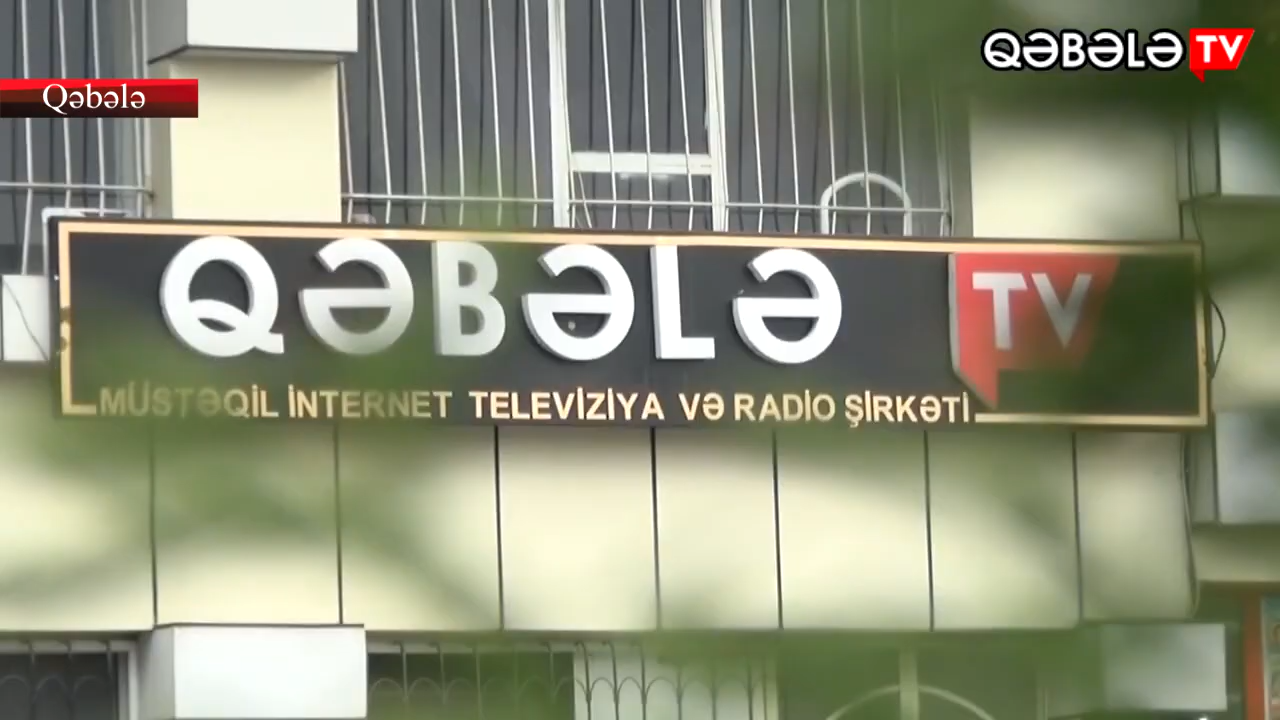 QƏBƏLƏ TV
Qəbələ
QƏBƏLƏ TV
MÜSTƏQİL İNTERNET TELEVİZİYA VƏ RADİO ŞİRKƏTİ